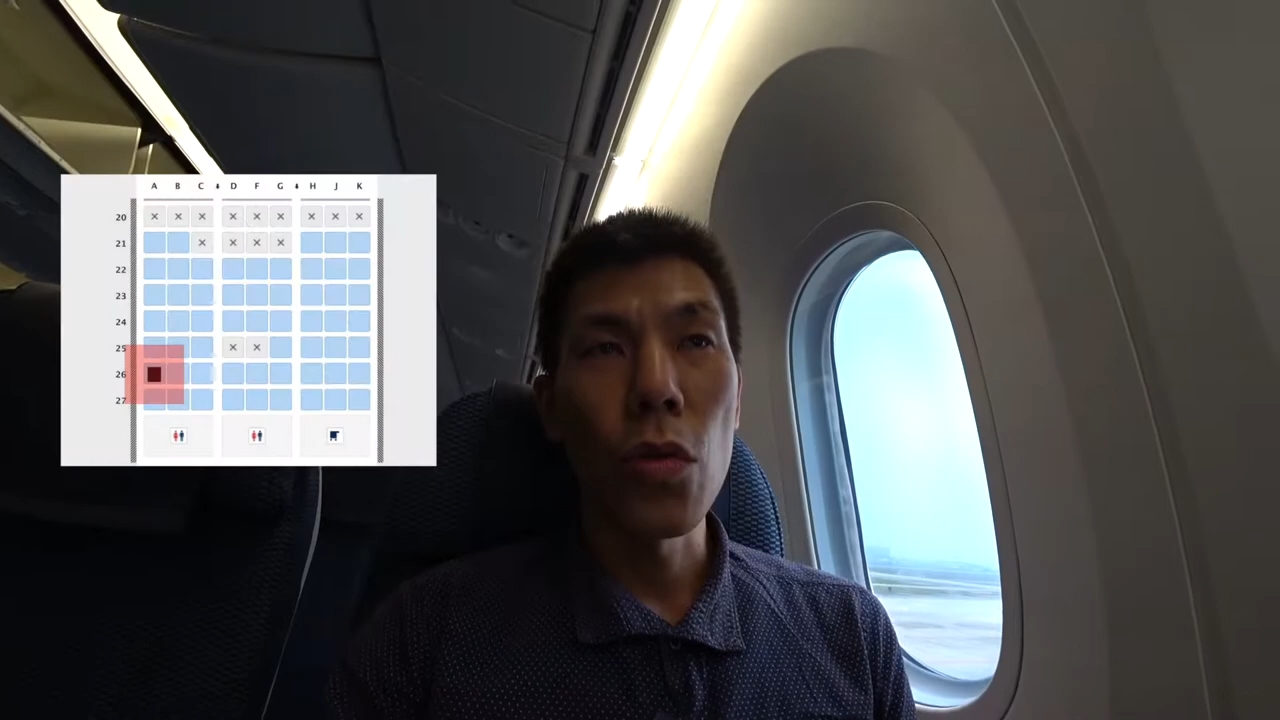 A B C D F G H J K
20 × × × × × × × × ×
21 × × × ×
22
23
24
25 × ×
26
27